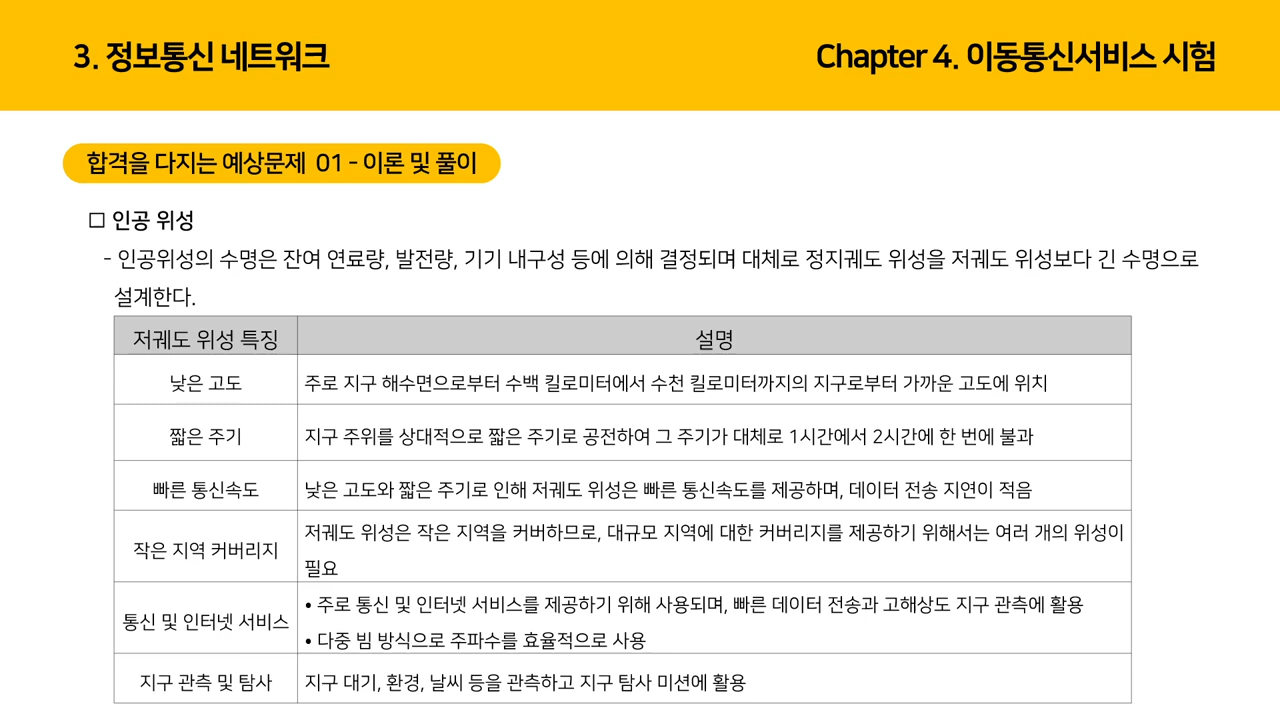 3. 정보통신 네트워크
Chapter 4. 이동통신서비스 시험
합격을 다지는 예상문제 01 - 이론 및 풀이
□ 인공 위성
- 인공위성의 수명은 잔여 연료량, 발전량, 기기 내구성 등에 의해 결정되며 대체로 정지궤도 위성을 저궤도 위성보다 긴 수명으로
설계한다.
저궤도 위성 특징
설명
낮은 고도
주로 지구 해수면으로부터 수백 킬로미터에서 수천 킬로미터까지의 지구로부터 가까운 고도에 위치
짧은 주기
지구 주위를 상대적으로 짧은 주기로 공전하여 그 주기가 대체로 1시간에서 2시간에 한 번에 불과
빠른 통신속도
낮은 고도와 짧은 주기로 인해 저궤도 위성은 빠른 통신속도를 제공하며, 데이터 전송 지연이 적음
작은 지역 커버리지
저궤도 위성은 작은 지역을 커버하므로, 대규모 지역에 대한 커버리지를 제공하기 위해서는 여러 개의 위성이
필요
통신 및 인터넷 서비스
• 주로 통신 및 인터넷 서비스를 제공하기 위해 사용되며, 빠른 데이터 전송과 고해상도 지구 관측에 활용
• 다중 빔 방식으로 주파수를 효율적으로 사용
지구 관측 및 탐사
지구 대기, 환경, 날씨 등을 관측하고 지구 탐사 미션에 활용